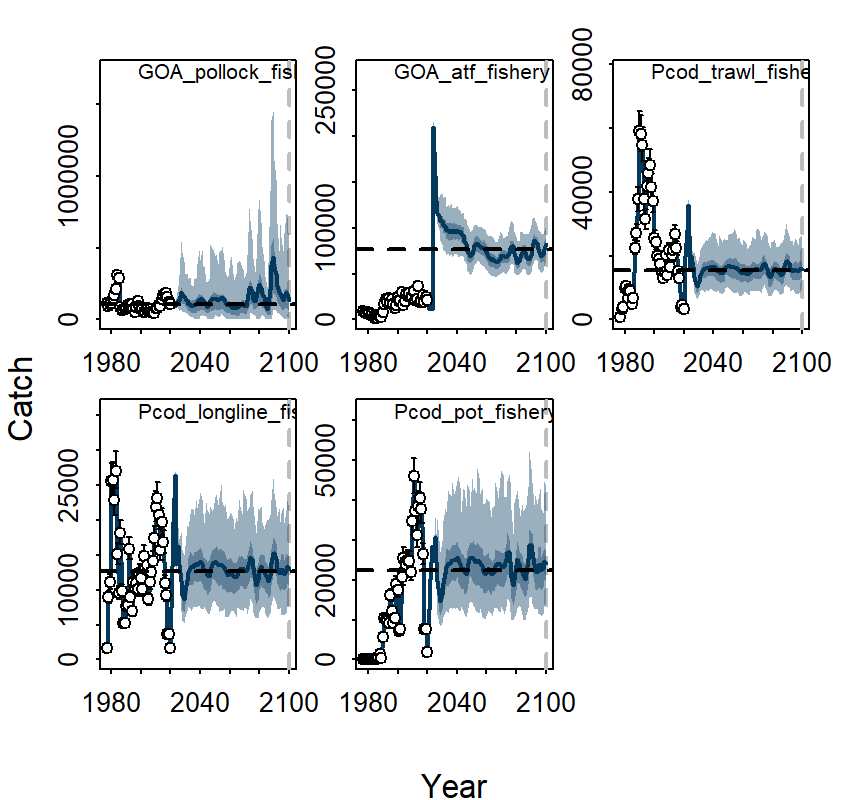 GOA_pollock_fis
GOA_atf_fishery
Pcod_trawl_fishe
0
1000000
0
100000
250000
0
40000
80000
1980 2040 2100
1980 2040 2100
1980 2040 2100
Catch
Pcod_longline_fis
Pcod_pot_fishery
0
10000
25000
0
20000
50000
1980 2040 2100
1980 2040 2100
Year